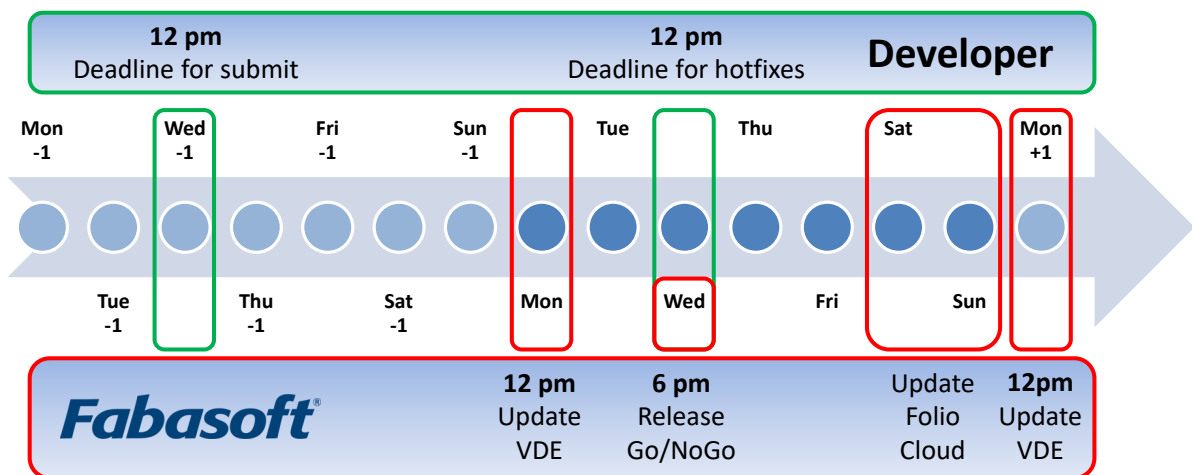 12 pm
Deadline for submit
12 pm
Deadline for hotfixes
Developer
Mon
-1
Wed
-1
Fri
-1
Sun
-1
Tue
Thu
Sat
Mon
+1
Tue
-1
Thu
-1
Sat
-1
Mon
Wed
Fri
Sun
Fabasoft®
12 pm
Update
VDE
6 pm
Release
Go/NoGo
Update
Folio
Cloud
12pm
Update
VDE